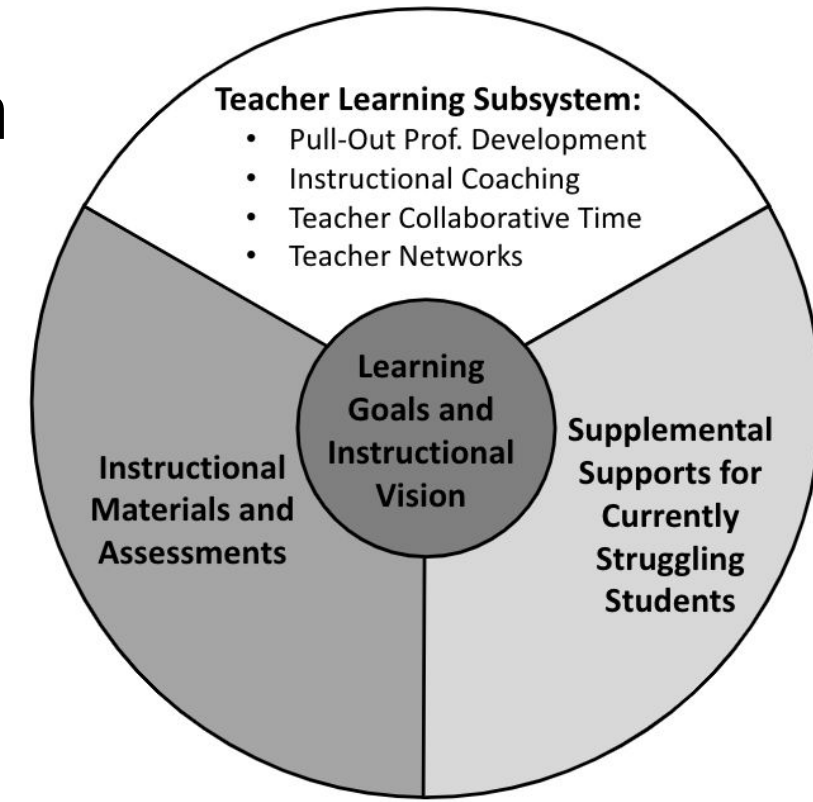 n
Teacher Learning Subsystem:
• Pull-Out Prof. Development
• Instructional Coaching
• Teacher Collaborative Time
• Teacher Networks
Learning
Goals and
Instructional
Vision
Instructional
Materials and
Assessments
Supplemental
Supports for
Currently
Struggling
Students